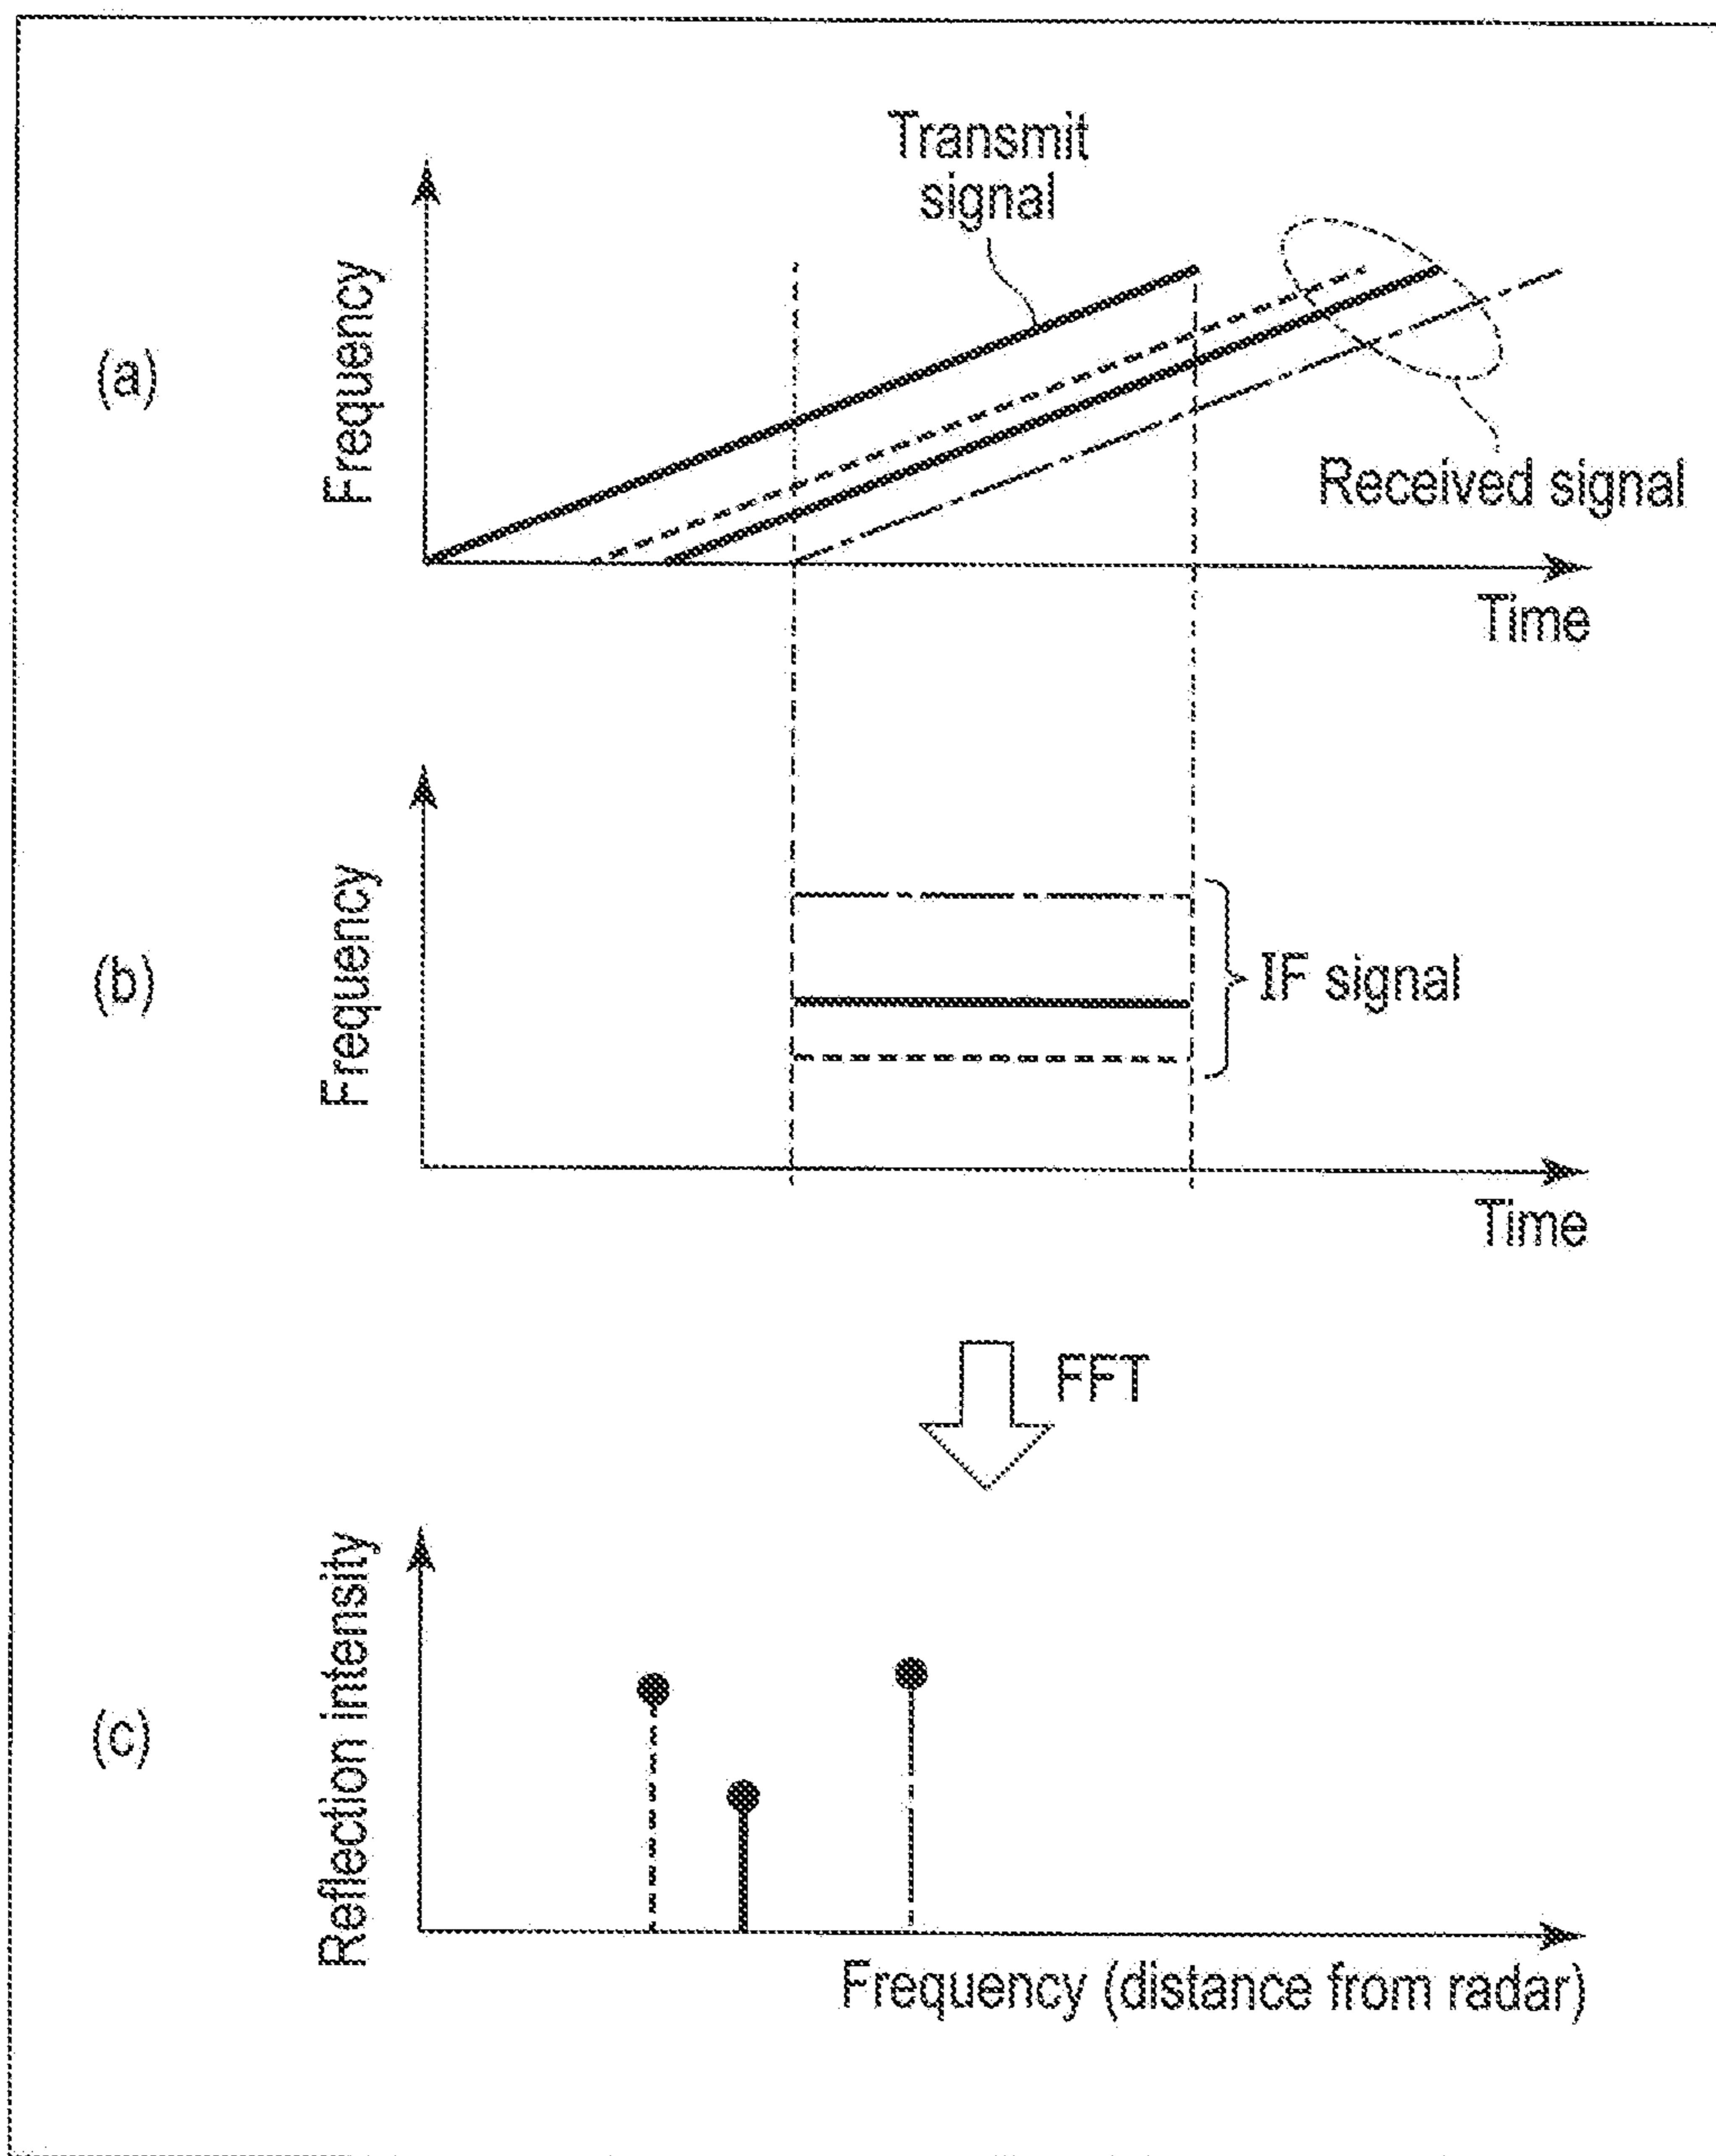 Transmit
signal
Frequency
(a)
Received signal
Time
Frequency
(b)
IF signal
Time
FFT
Reflection intensity
(c)
Frequency (distance from radar)